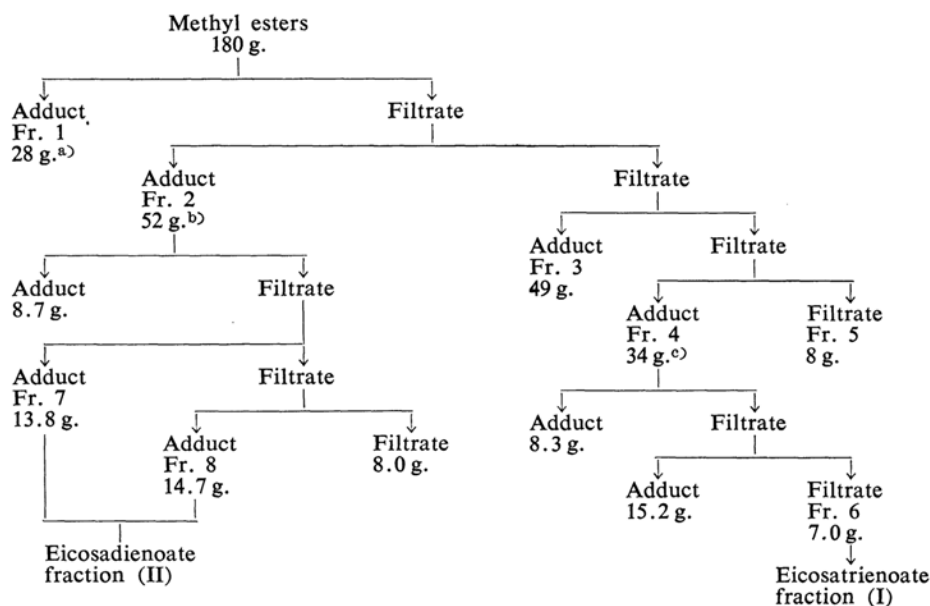 Methyl esters
180 g.
Adduct
Fr. 1
28 g.a)
Filtrate
Adduct
Fr. 2
52 g.b)
Filtrate
Adduct
8.7 g.
Filtrate
Adduct
Fr. 3
49 g.
Filtrate
Adduct
Fr. 4
34 g.c)
Filtrate
Fr. 5
8 g.
Adduct
Fr. 7
13.8 g.
Filtrate
Adduct
8.3 g.
Filtrate
Adduct
Fr. 8
14.7 g.
Filtrate
8.0 g.
Adduct
15.2 g.
Filtrate
Fr. 6
7.0 g.
Eicosadienoate
fraction (II)
Eicosatrienoate
fraction (I)